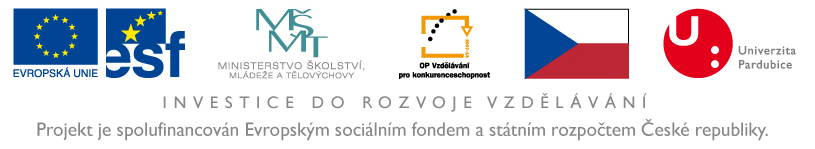 esf
EVROPSKÁ UNIE
MŠMT
MINISTERSTVO ŠKOLSTVÍ,
MLÁDEŽE A TĚLOVÝCHOVY
OP Vzdělávání
pro konkurenceschopnost
U:
Univerzita
Pardubice
INVESTICE DO ROZVOJE VZDĚLÁVÁNÍ
Projekt je spolufinancován Evropským sociálním fondem a státním rozpočtem České republiky.